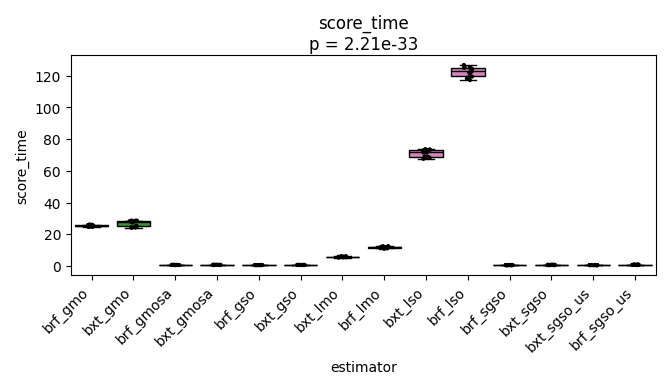 score_time
p = 2.21e-33
score_time
120
100
80
60
40
20
0
brf_gmo
bxt_gmo
brf_gmosa
bxt_gmosa
brf_gso
bxt_gso
bxt_lmo
brf_lmo
bxt_lso
brf_lso
brf_sgso
bxt_sgso
bxt_sgso_us
brf_sgso_us
estimator